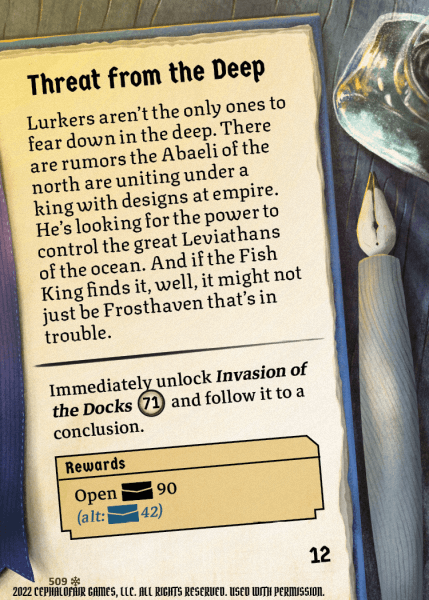 Threat from the Deep
Lurkers aren't the only ones to
fear down in the deep. There
are rumors the Abaeli of the
north are uniting under a
king with designs at empire.
He's looking for the power to
control the great Leviathans
of the ocean. And if the Fish
King finds it, well, it might not
just be Frosthaven that's in
trouble.
Immediately unlock Invasion of
the Docks 71 and follow it to a
conclusion.
Rewards
Open 90
(alt: 42)
12
509
2022 CEPHALOFAIR GAMES, LLC. ALL RIGHTS RESERVED. USED WITH PERMISSION.